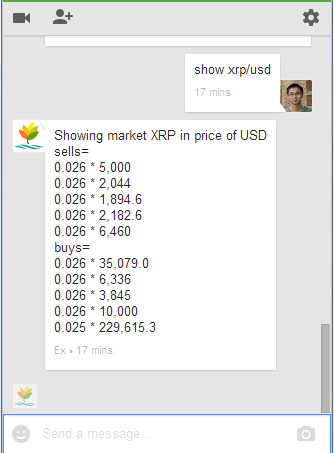 show xrp/usd
17 mins
Showing market XRP in price of USD
sells=
0.026 * 5,000
0.026 * 2,044
0.026 * 1,894.6
0.026 * 2,182.6
0.026 * 6,460
buys=
0.026 * 35,079.0
0.026 * 6,336
0.026 * 3,845
0.026 * 10,000
0.025 * 229,615.3
Ex • 17 mins
Send a message...